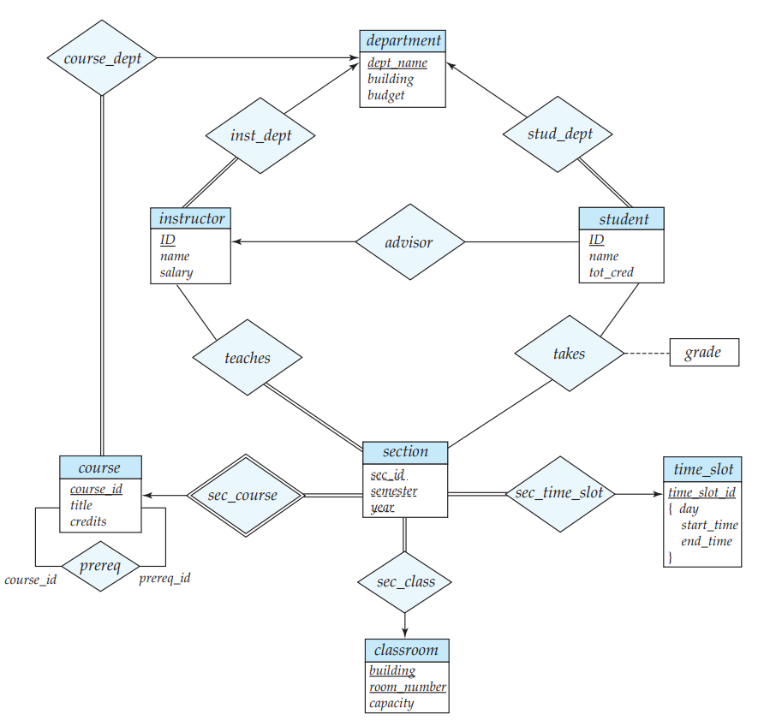 department
course_dept
dept_name
building
budget
inst_dept
stud_dept
instructor
ID
name
salary
advisor
student
ID
name
tot_cred
teaches
takes
grade
section
sec_id
semester
year
course
course_id
title
credits
sec_course
sec_time_slot
time_slot
time_slot_id
{ day
start_time
end_time
}
prereq
course_id
prereq_id
sec_class
classroom
building
room_number
capacity